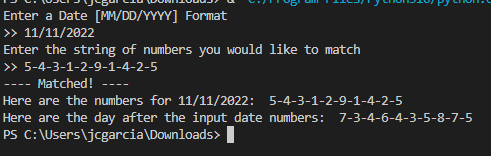 PS C:\Users\jcgarcia\Downloads> & "C:/Program Files/Python310/python.
Enter a Date [MM/DD/YYYY] Format
>> 11/11/2022
Enter the string of numbers you would like to match
>> 5-4-3-1-2-9-1-4-2-5
---- Matched! ----
Here are the numbers for 11/11/2022:  5-4-3-1-2-9-1-4-2-5
Here are the day after the input date numbers:  7-3-4-6-4-3-5-8-7-5
PS C:\Users\jcgarcia\Downloads>